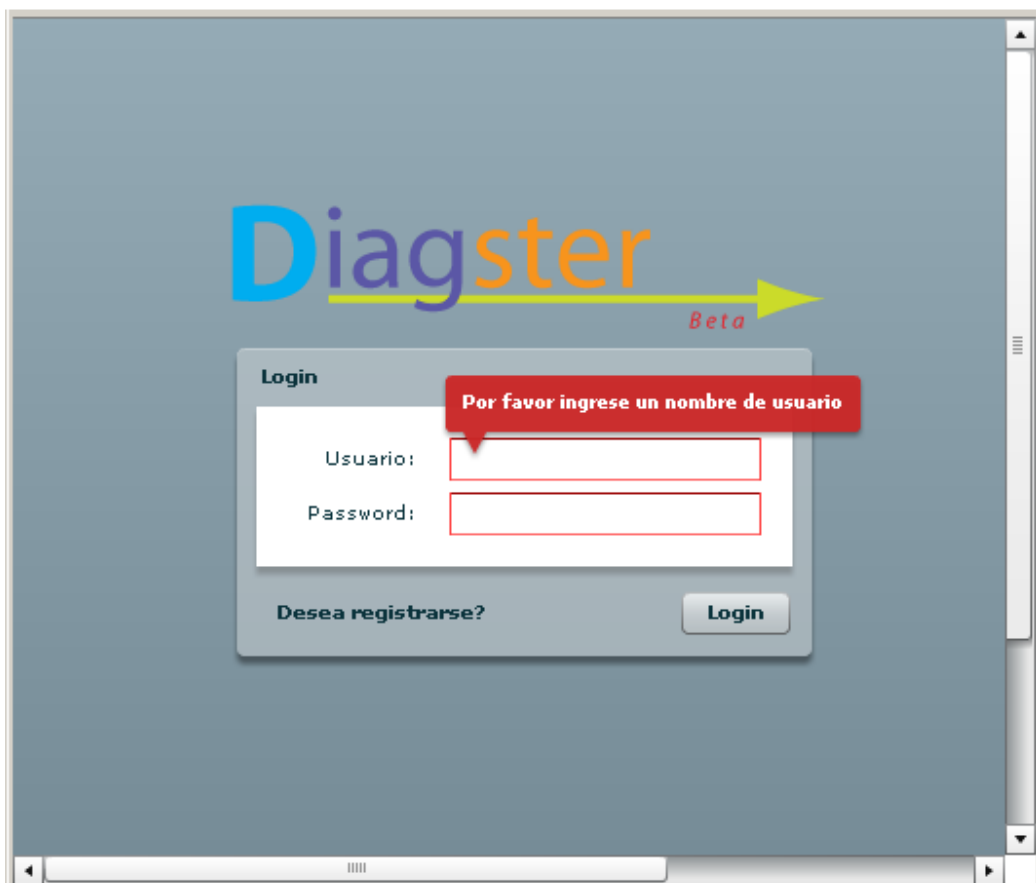 Diagster
Beta
Login
Por favor ingrese un nombre de usuario
Usuario:
Password:
Desea registrarse?
Login